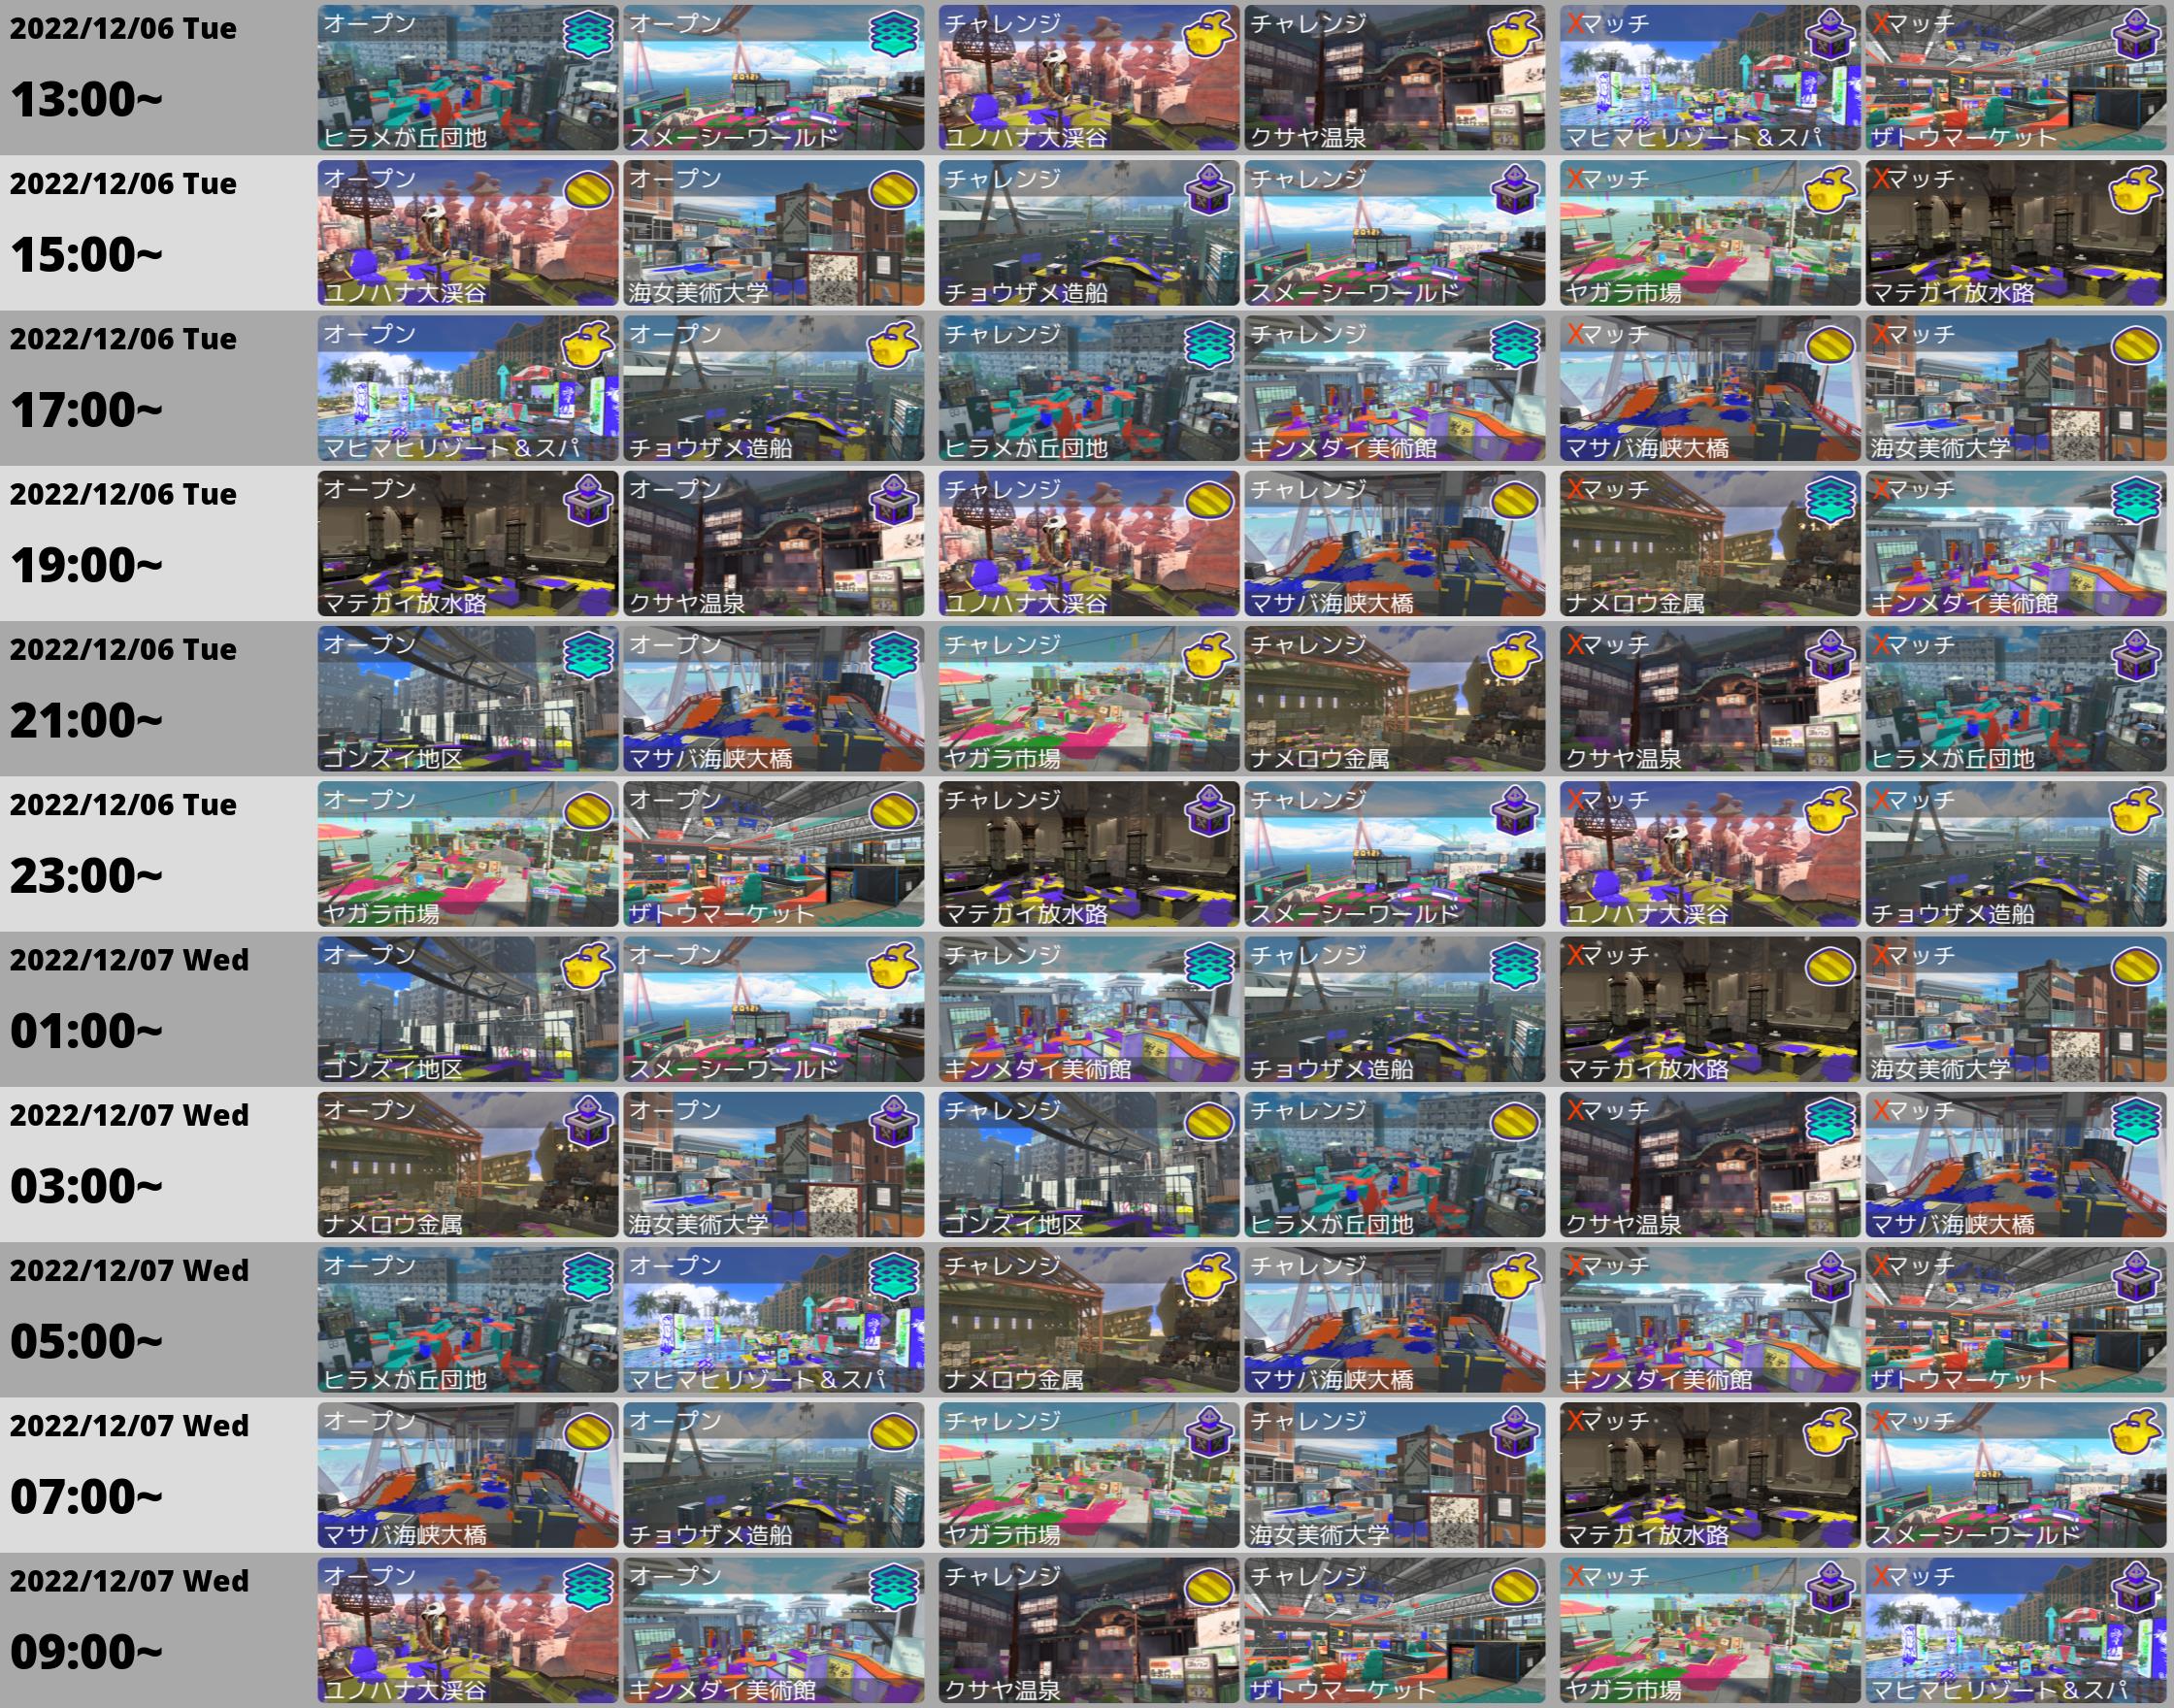 2022/12/06 Tue
13:00~
オープン
ヒラメが丘団地
オープン
スメーシーワールド
チャレンジ
ユノハナ大渓谷
チャレンジ
クサヤ温泉
Xマッチ
マヒマヒリゾート＆スパ
Xマッチ
ザトウマーケット
2022/12/06 Tue
15:00~
オープン
ユノハナ大渓谷
オープン
海女美術大学
チャレンジ
チョウザメ造船
チャレンジ
スメーシーワールド
Xマッチ
ヤガラ市場
Xマッチ
マテガイ放水路
2022/12/06 Tue
17:00~
オープン
マヒマヒリゾート＆スパ
オープン
チョウザメ造船
チャレンジ
ヒラメが丘団地
チャレンジ
キンメダイ美術館
Xマッチ
マサバ海峡大橋
Xマッチ
海女美術大学
2022/12/06 Tue
19:00~
オープン
マテガイ放水路
オープン
クサヤ温泉
チャレンジ
ユノハナ大渓谷
チャレンジ
マサバ海峡大橋
Xマッチ
ナメロウ金属
Xマッチ
キンメダイ美術館
2022/12/06 Tue
21:00~
オープン
ゴンズイ地区
オープン
マサバ海峡大橋
チャレンジ
ヤガラ市場
チャレンジ
ナメロウ金属
Xマッチ
クサヤ温泉
Xマッチ
ヒラメが丘団地
2022/12/06 Tue
23:00~
オープン
ヤガラ市場
オープン
ザトウマーケット
チャレンジ
マテガイ放水路
チャレンジ
スメーシーワールド
Xマッチ
ユノハナ大渓谷
Xマッチ
チョウザメ造船
2022/12/07 Wed
01:00~
オープン
ゴンズイ地区
オープン
スメーシーワールド
チャレンジ
キンメダイ美術館
チャレンジ
チョウザメ造船
Xマッチ
マテガイ放水路
Xマッチ
海女美術大学
2022/12/07 Wed
03:00~
オープン
ナメロウ金属
オープン
海女美術大学
チャレンジ
ゴンズイ地区
チャレンジ
ヒラメが丘団地
Xマッチ
クサヤ温泉
Xマッチ
マサバ海峡大橋
2022/12/07 Wed
05:00~
オープン
ヒラメが丘団地
オープン
マヒマヒリゾート＆スパ
チャレンジ
ナメロウ金属
チャレンジ
マサバ海峡大橋
Xマッチ
キンメダイ美術館
Xマッチ
ザトウマーケット
2022/12/07 Wed
07:00~
オープン
マサバ海峡大橋
オープン
チョウザメ造船
チャレンジ
ヤガラ市場
チャレンジ
海女美術大学
Xマッチ
マテガイ放水路
Xマッチ
スメーシーワールド
2022/12/07 Wed
09:00~
オープン
ユノハナ大渓谷
オープン
キンメダイ美術館
チャレンジ
クサヤ温泉
チャレンジ
ザトウマーケット
Xマッチ
ヤガラ市場
Xマッチ
マヒマヒリゾート＆スパ